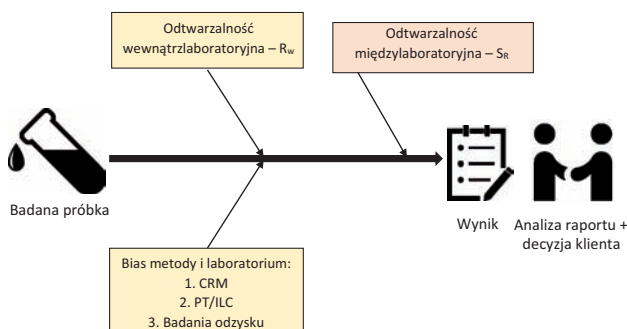 Odtwarzalność
wewnątrzlaboratoryjna – Rw
Odtwarzalność
międzylaboratoryjna – SR
Badana próbka
Wynik
Analiza raportu +
decyzja klienta
Bias metody i laboratorium:
1. CRM
2. PT/ILC
3. Badania odzysku